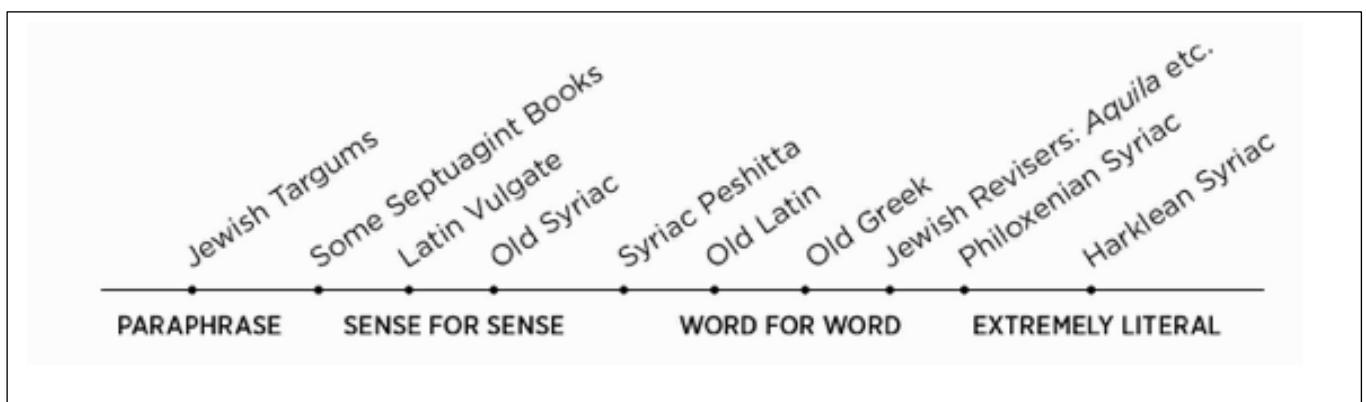 Jewish Targums
Some Septuagint Books
Latin Vulgate
Old Syriac
Syriac Peshitta
Old Latin
Old Greek
Jewish Revisers: Aquila etc.
Philoxenian Syriac
Harklean Syriac
PARAPHRASE
SENSE FOR SENSE
WORD FOR WORD
EXTREMELY LITERAL